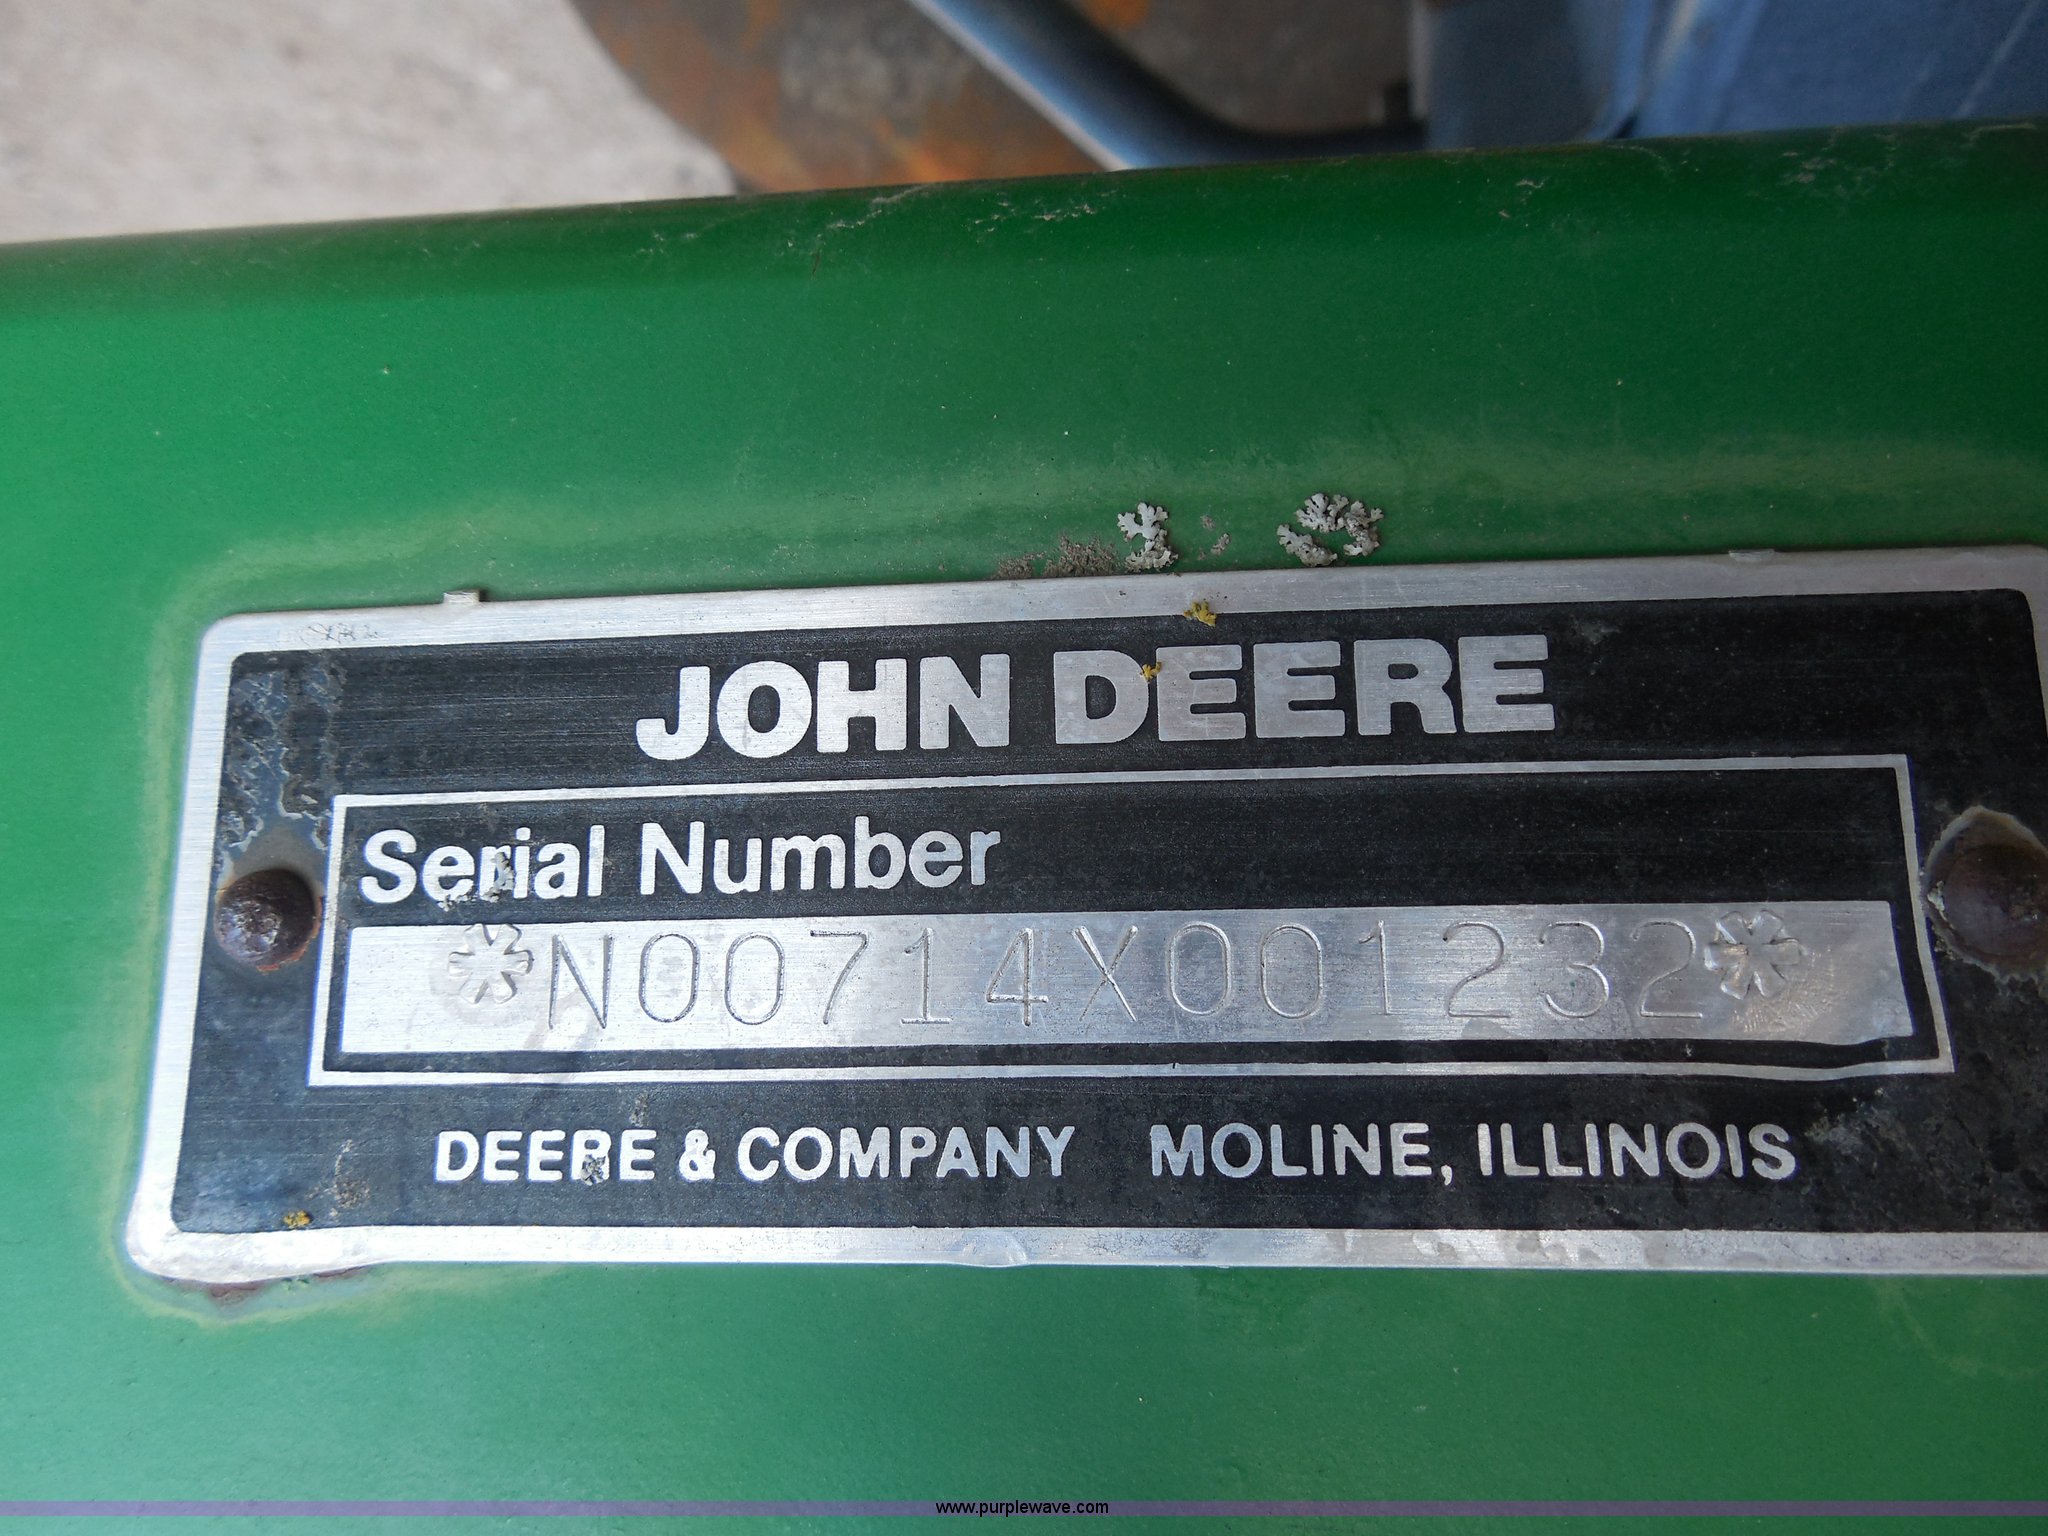 JOHN DEERE
Serial Number
*N00714X001232*
DEERE & COMPANY MOLINE, ILLINOIS
www.purplewave.com